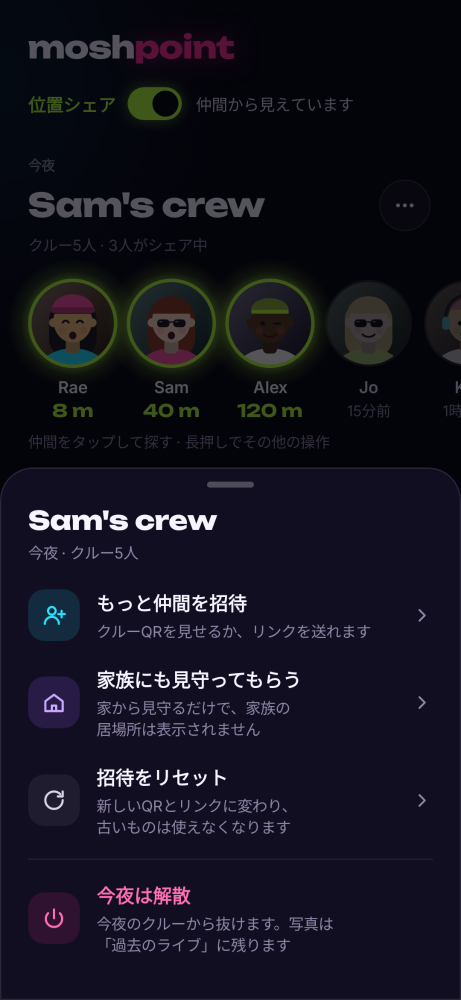 moshpoint
位置シェア
仲間から見えています
今夜
Sam's crew
クルー5人 · 3人がシェア中
Rae
Sam
Alex
Jo
8 m
40 m
120 m
15分前
仲間をタップして探す · 長押しでその他の操作
Sam's crew
今夜 · クルー5人
もっと仲間を招待
クルーQRを見せるか、リンクを送れます
家族にも見守ってもらう
家から見守るだけで、家族の
居場所は表示されません
招待をリセット
新しいQRとリンクに変わり、
古いものは使えなくなります
今夜は解散
今夜のクルーから抜けます。写真は
「過去のライブ」に残ります